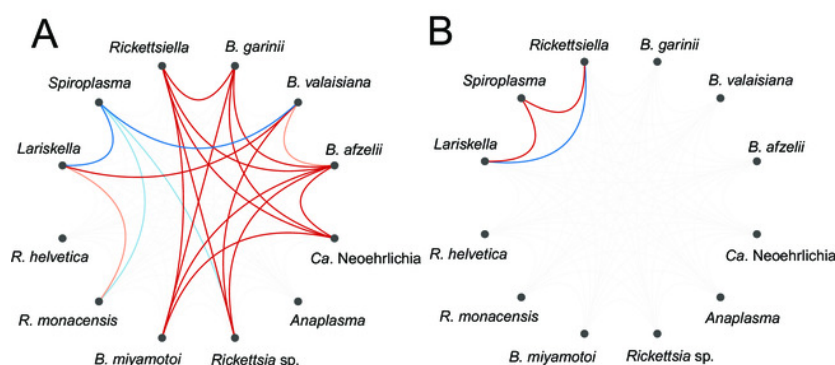 A
Rickettsiella
B. garinii
Spiroplasma
B. valaisiana
Lariskella
B. afzelii
R. helvetica
Ca. Neoehrlichia
R. monacensis
Anaplasma
B. miyamotoi
Rickettsia sp.
B
Rickettsiella
B. garinii
Spiroplasma
B. valaisiana
Lariskella
B. afzelii
R. helvetica
Ca. Neoehrlichia
R. monacensis
Anaplasma
B. miyamotoi
Rickettsia sp.